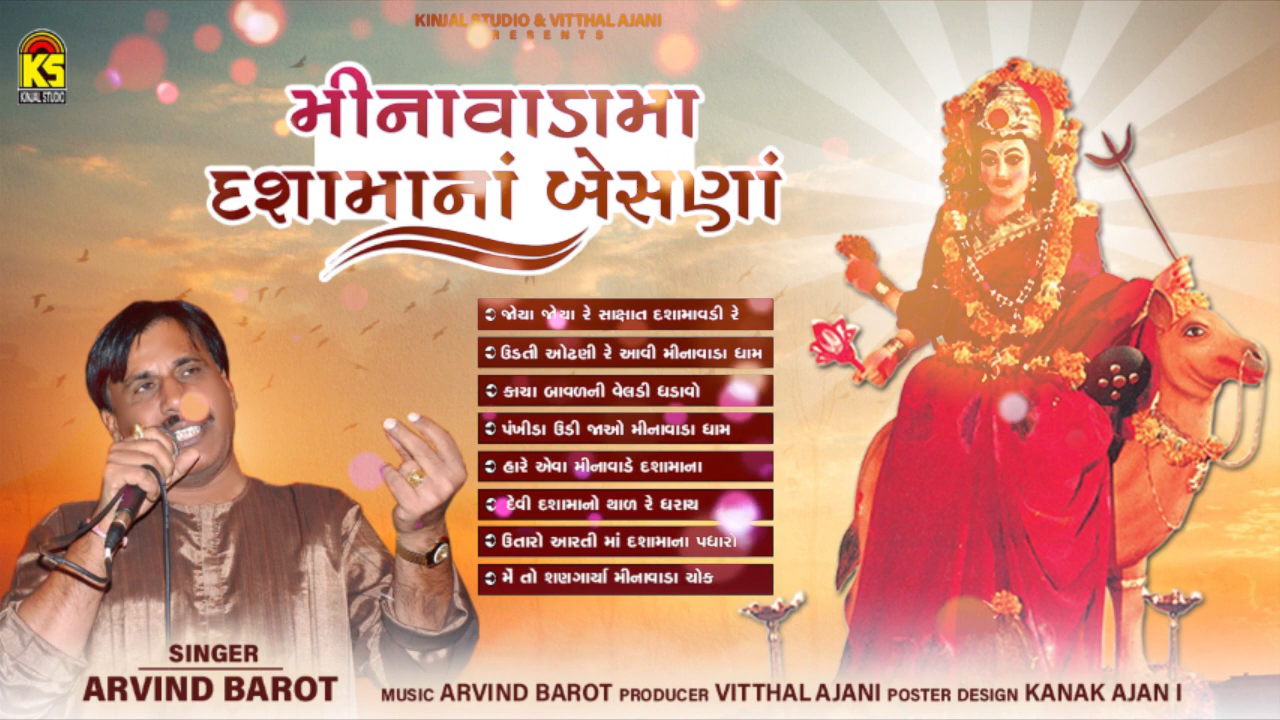 KINJAL STUDIO & VITTHAL AJANI
PRESENTS
KS
KINJAL STUDIO
મીનાવાડામા
દશામાનાં બેસણાં
જોયા જોયા રે સાક્ષાત દશામાવડી રે
ઉડતી ઓઢણી રે આવી મીનાવાડા ધામ
કાચા બાવળની વેલડી ઘડાવો
પંખીડા ઉડી જાઓ મીનાવાડા ધામ
હારે એવા મીનાવાડે દશામાના
દેવી દશામાનો થાળ રે ધરાય
ઉતારો આરતી માં દશામાના પધારો
મેં તો શણગાર્યા મીનાવાડા ચોક
SINGER
ARVIND BAROT
MUSIC ARVIND BAROT PRODUCER VITTHAL AJANI POSTER DESIGN KANAK AJAN I